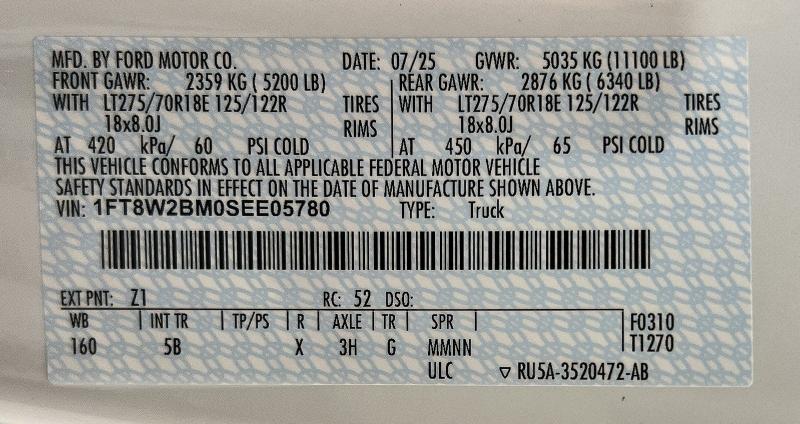 MFD. BY FORD MOTOR CO. DATE: 07/25 GVWR: 5035 KG (11100 LB)
FRONT GAWR: 2359 KG ( 5200 LB) REAR GAWR: 2876 KG ( 6340 LB)
WITH LT275/70R18E 125/122R TIRES WITH LT275/70R18E 125/122R TIRES
18x8.0J RIMS 18x8.0J RIMS
AT 420 kPa/ 60 PSI COLD AT 450 kPa/ 65 PSI COLD
THIS VEHICLE CONFORMS TO ALL APPLICABLE FEDERAL MOTOR VEHICLE
SAFETY STANDARDS IN EFFECT ON THE DATE OF MANUFACTURE SHOWN ABOVE.
VIN: 1FT8W2BM0SEE05780 TYPE: Truck
EXT PNT: Z1 RC: 52 DSO:
WB INT TR TP/PS R AXLE TR SPR F0310
160 5B X 3H G MMNN T1270
ULC ▽ RU5A-3520472-AB